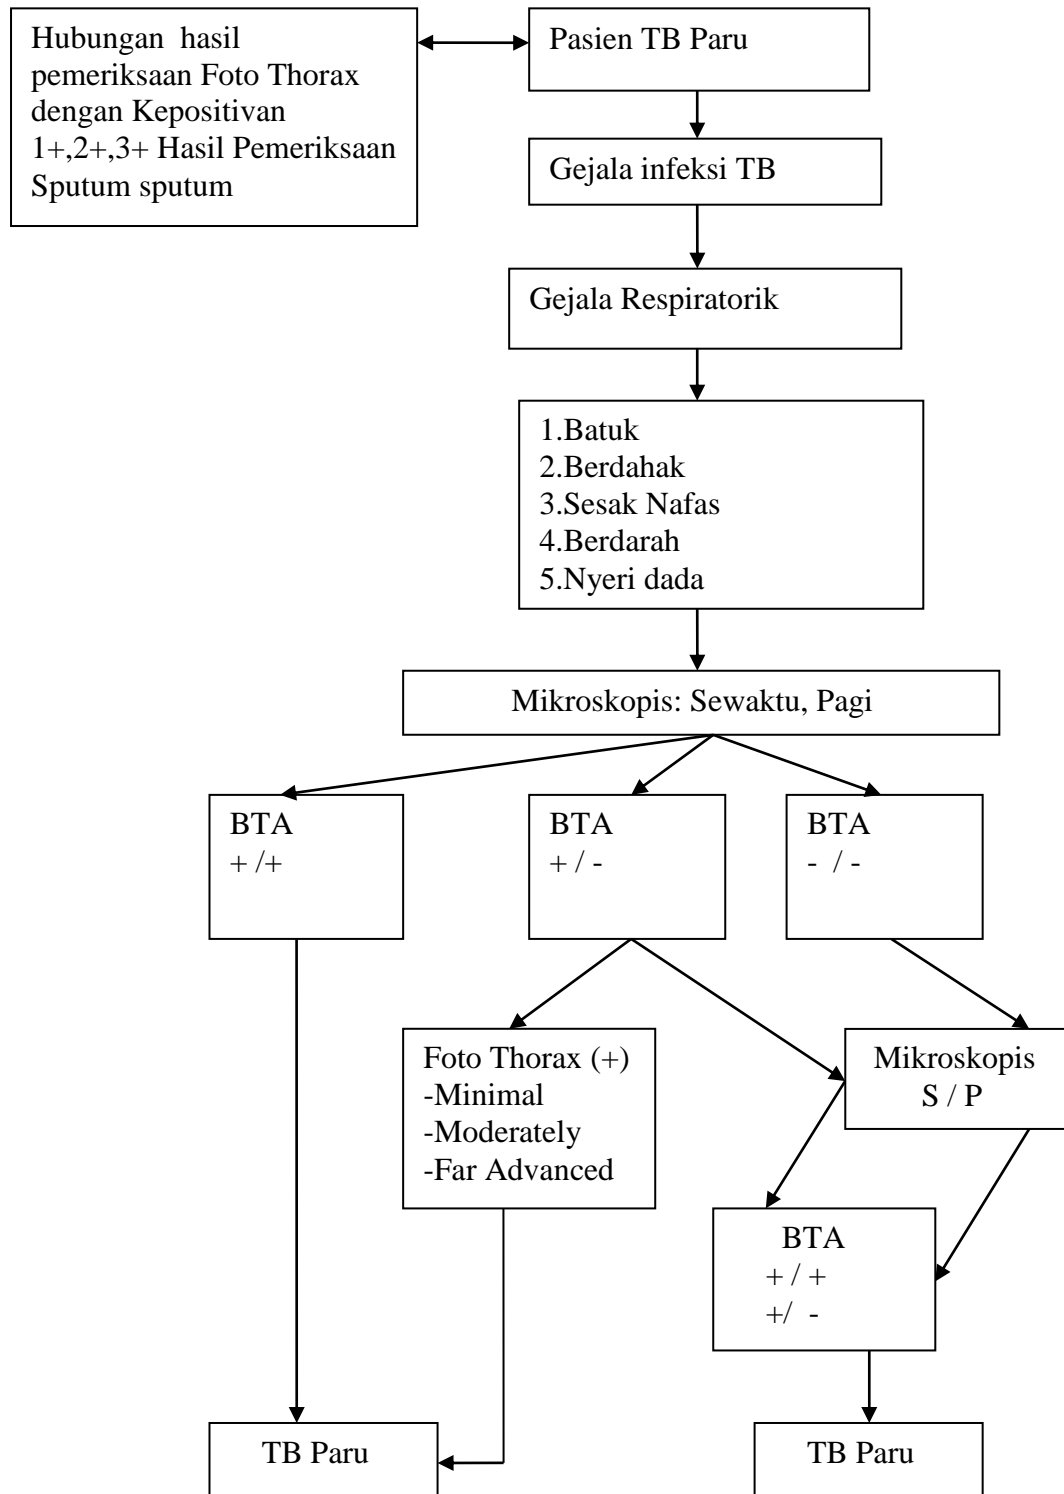 Hubungan hasil
pemeriksaan Foto Thorax
dengan Kepositivan
1+,2+,3+ Hasil Pemeriksaan
Sputum sputum
Pasien TB Paru
Gejala infeksi TB
Gejala Respiratorik
1.Batuk
2.Berdahak
3.Sesak Nafas
4.Berdarah
5.Nyeri dada
Mikroskopis: Sewaktu, Pagi
BTA
+ /+
BTA
+ / -
BTA
- / -
Foto Thorax (+)
-Minimal
-Moderately
-Far Advanced
Mikroskopis
S / P
BTA
+ / +
+/ -
TB Paru
TB Paru